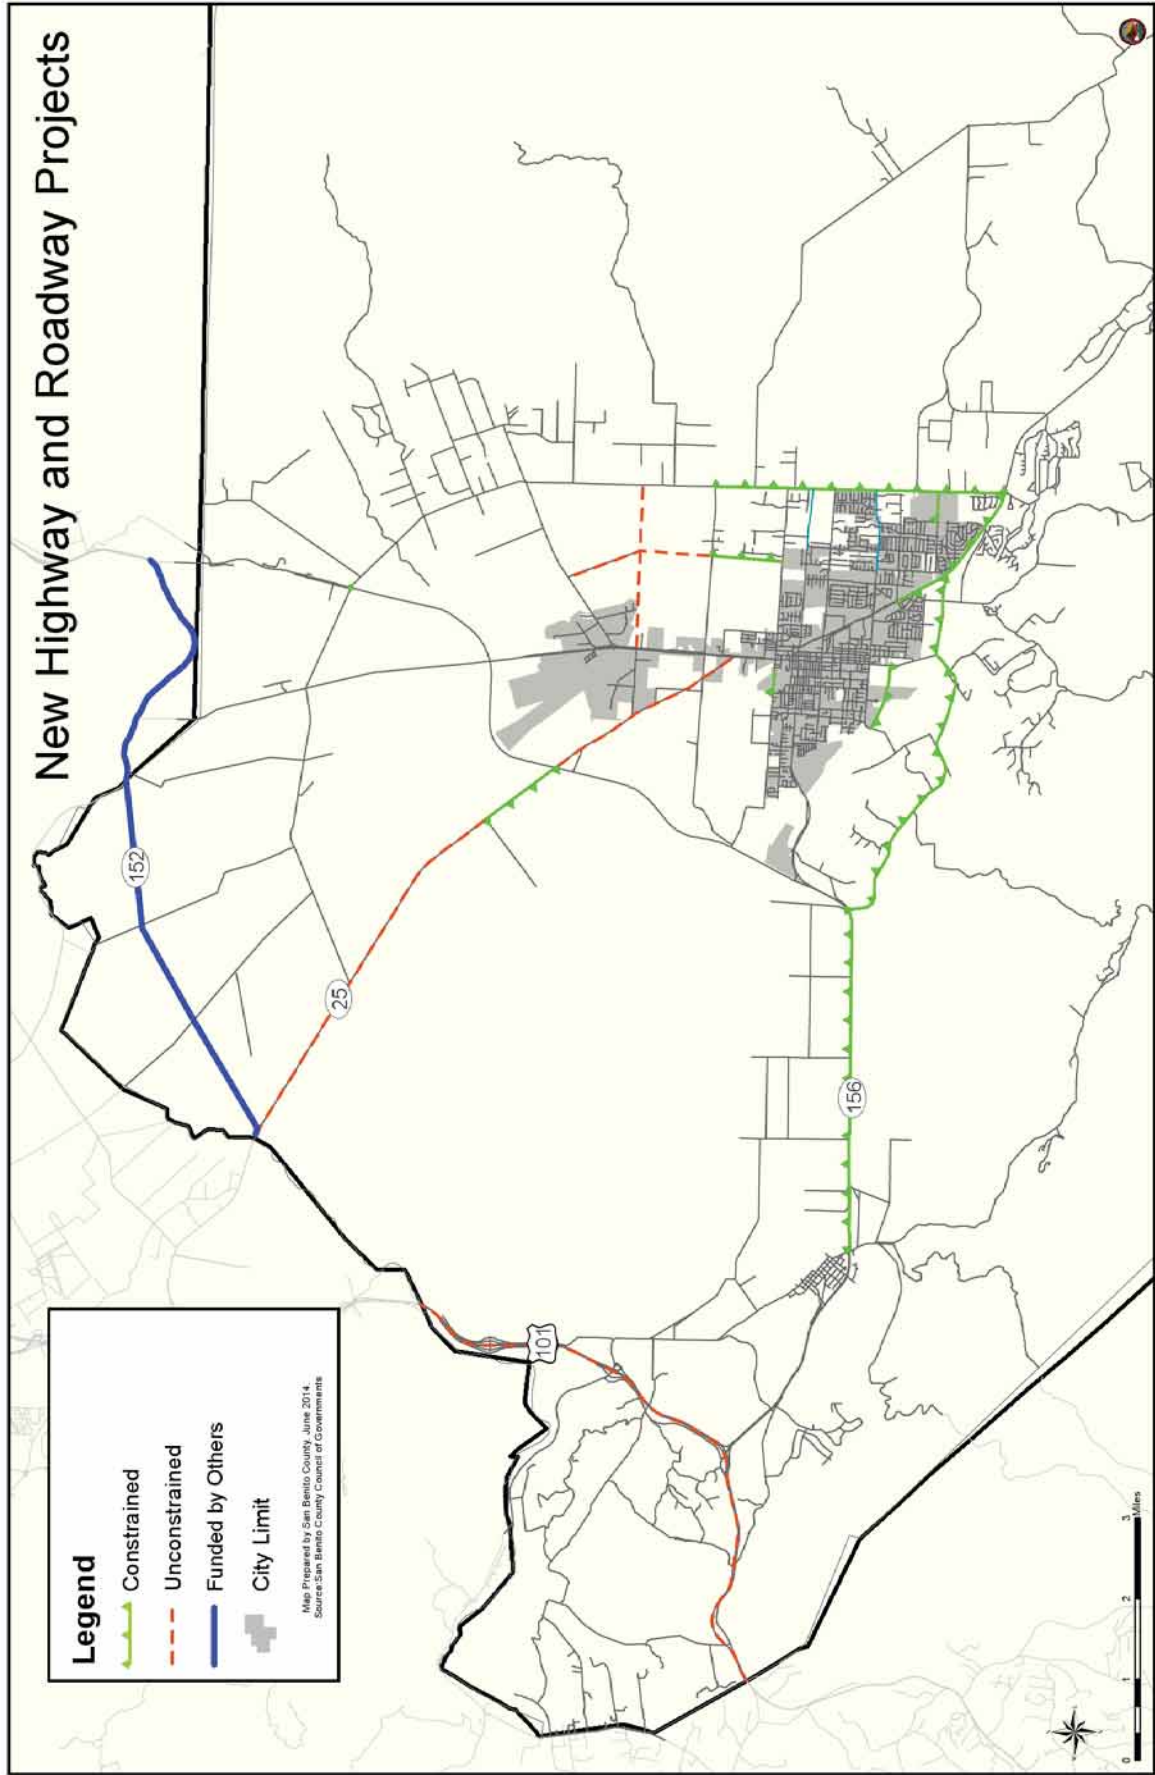 New Highway and Roadway Projects
152
25
156
101
Legend
Constrained
Unconstrained
Funded by Others
City Limit
Map Prepared by San Benito County, June 2014.
Source:San Benito County Council of Governments
0 1 2 3
Miles